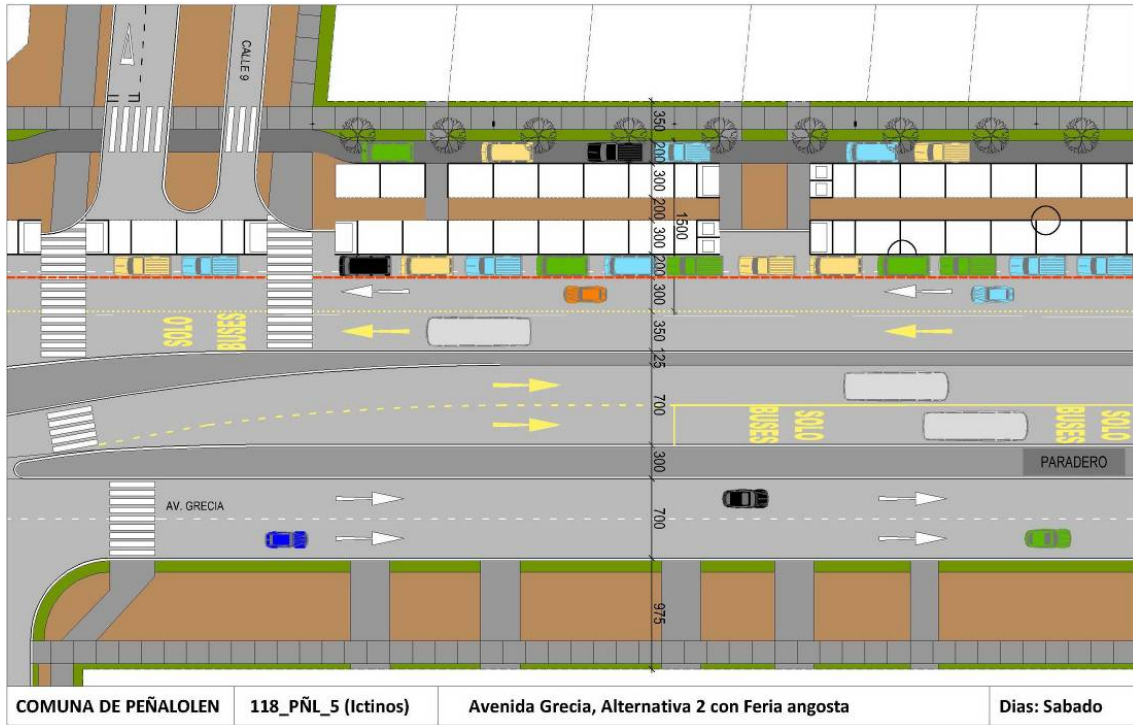 CALLE 9
350
200
300
200
300
1500
200
300
350
125
700
300
700
975
SOLO BUSES
SOLO BUSES
SOLO BUSES
PARADERO
AV. GRECIA
COMUNA DE PEÑALOLEN
118_PÑL_5 (Ictinos)
Avenida Grecia, Alternativa 2 con Feria angosta
Dias: Sabado